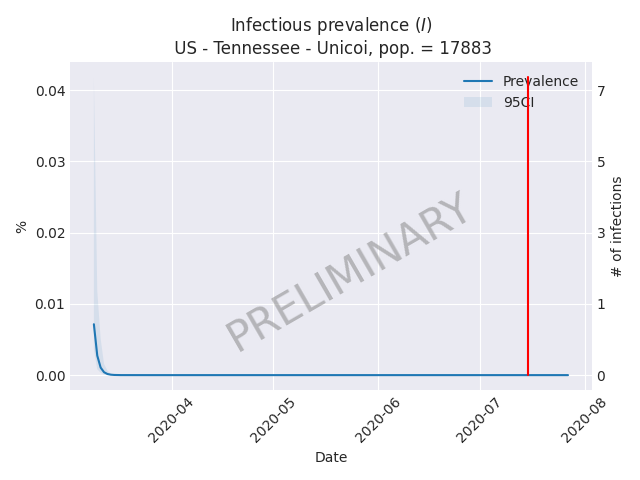 Infectious prevalence (I)
US - Tennessee - Unicoi, pop. = 17883
Prevalence
95CI
0.04
0.03
0.02
0.01
0.00
%
7
5
3
1
0
# of infections
PRELIMINARY
2020-04
2020-05
2020-06
2020-07
2020-08
Date